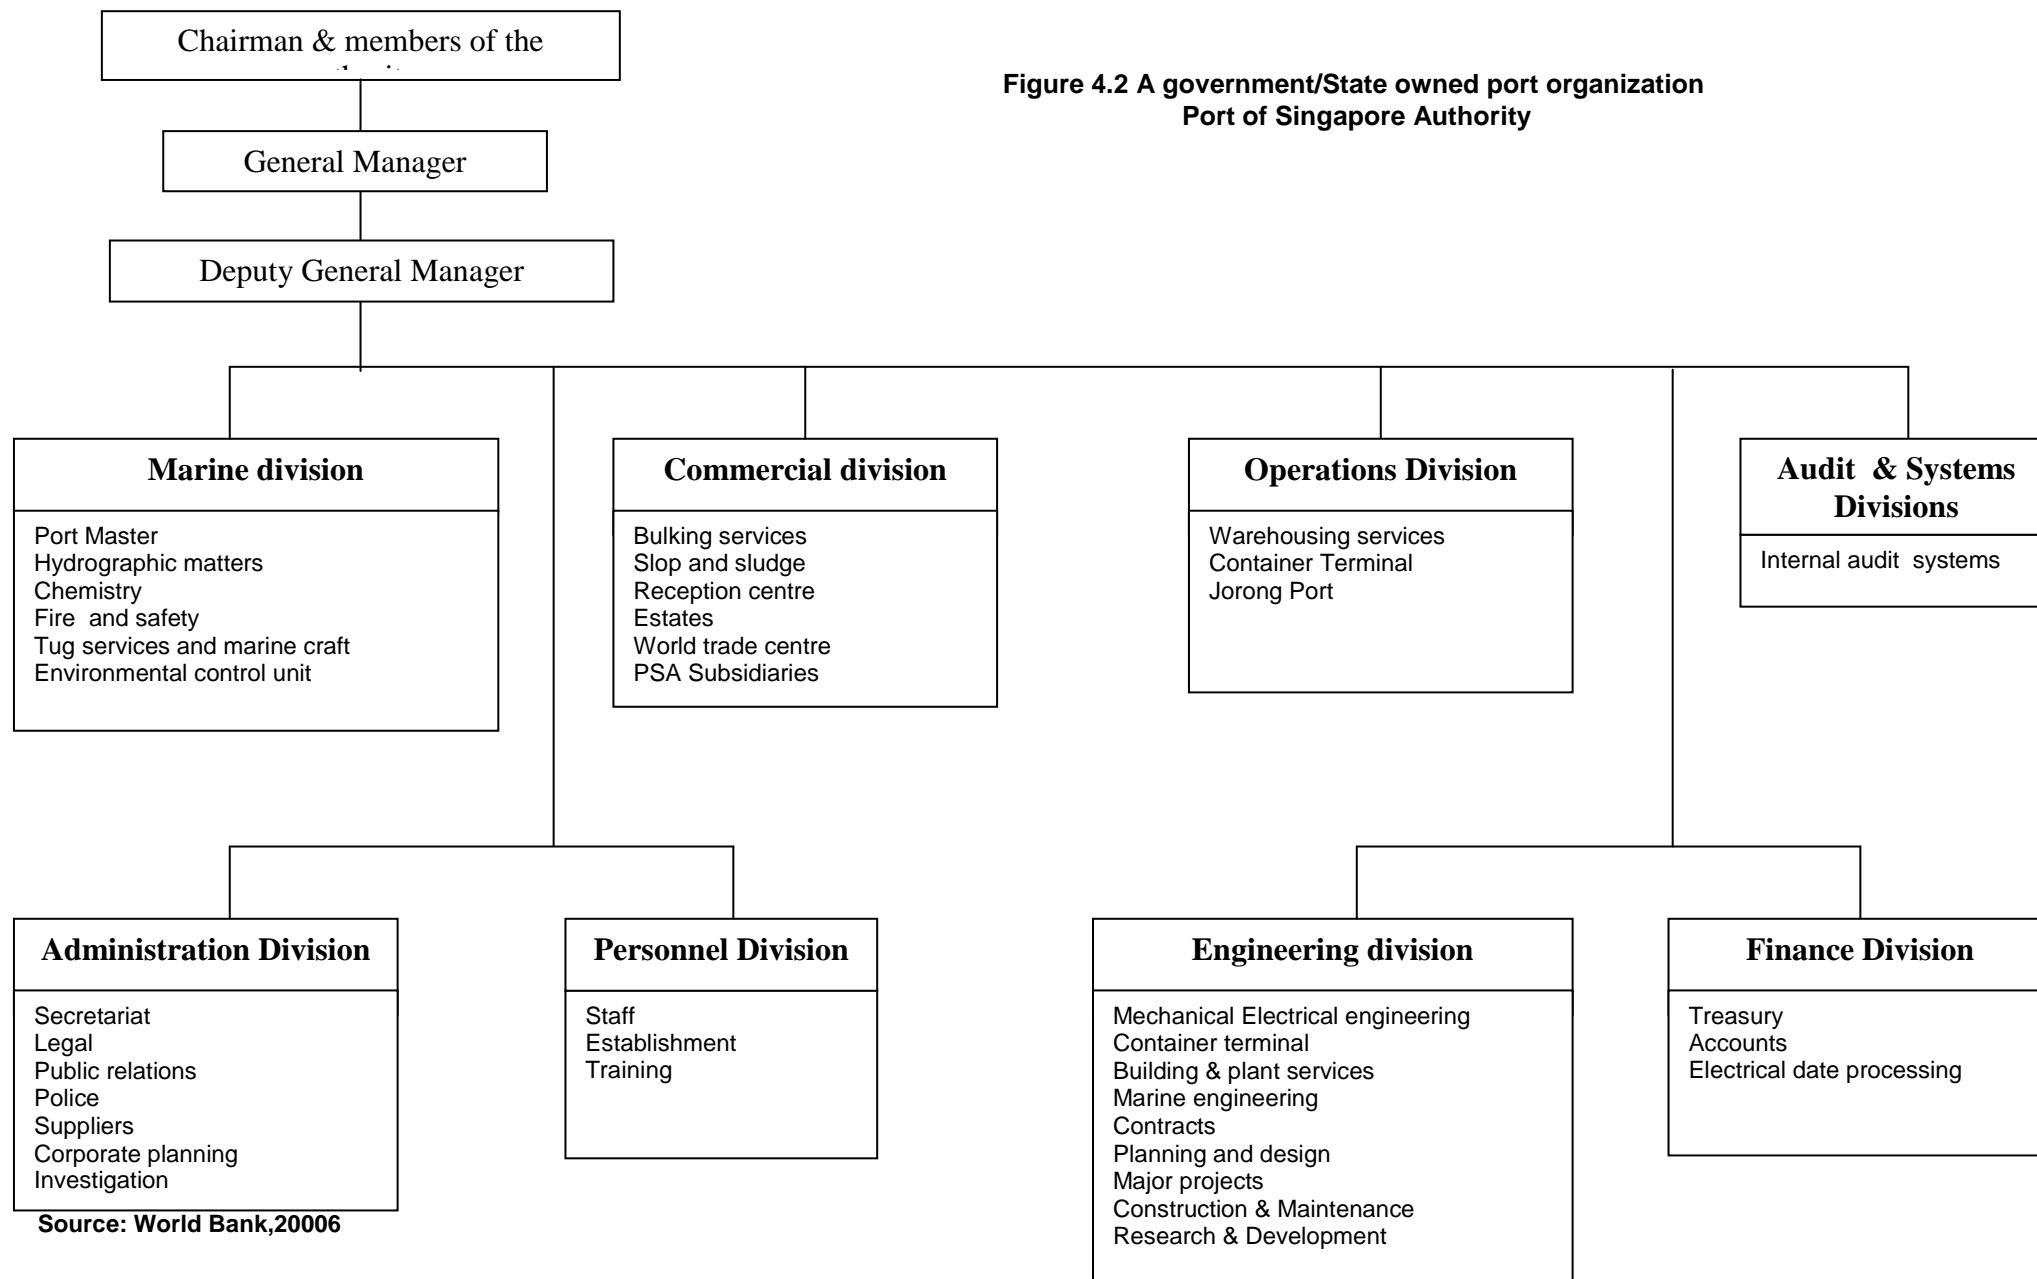 Chairman & members of the
Figure 4.2 A government/State owned port organization
Port of Singapore Authority
General Manager
Deputy General Manager
Marine division
Port Master
Hydrographic matters
Chemistry
Fire and safety
Tug services and marine craft
Environmental control unit
Commercial division
Bulking services
Slop and sludge
Reception centre
Estates
World trade centre
PSA Subsidiaries
Operations Division
Warehousing services
Container Terminal
Jorong Port
Audit & Systems
Divisions
Internal audit systems
Administration Division
Secretariat
Legal
Public relations
Police
Suppliers
Corporate planning
Investigation
Personnel Division
Staff
Establishment
Training
Engineering division
Mechanical Electrical engineering
Container terminal
Building & plant services
Marine engineering
Contracts
Planning and design
Major projects
Construction & Maintenance
Research & Development
Finance Division
Treasury
Accounts
Electrical date processing
Source: World Bank,20006